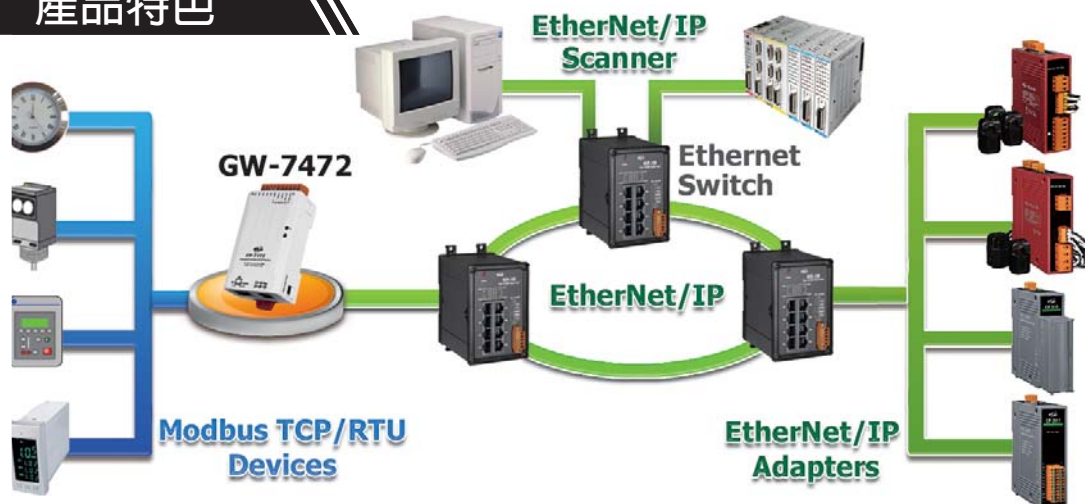 產品特色
EtherNet/IP
Scanner
GW-7472
Ethernet
Switch
EtherNet/IP
Modbus TCP/RTU
Devices
EtherNet/IP
Adapters